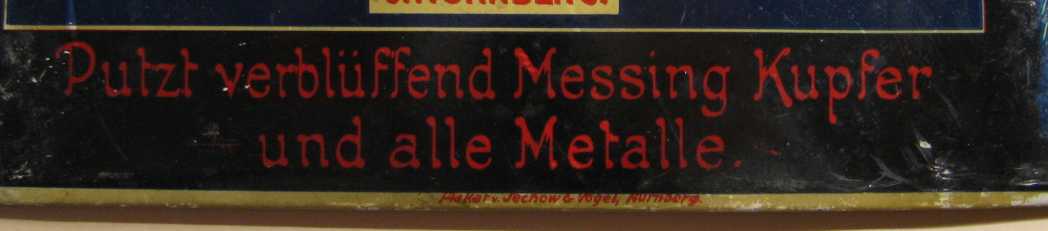 Putzt verblüffend Messing Kupfer
und alle Metalle.
Plakat v. Jechow & Vogel, Nürnberg.